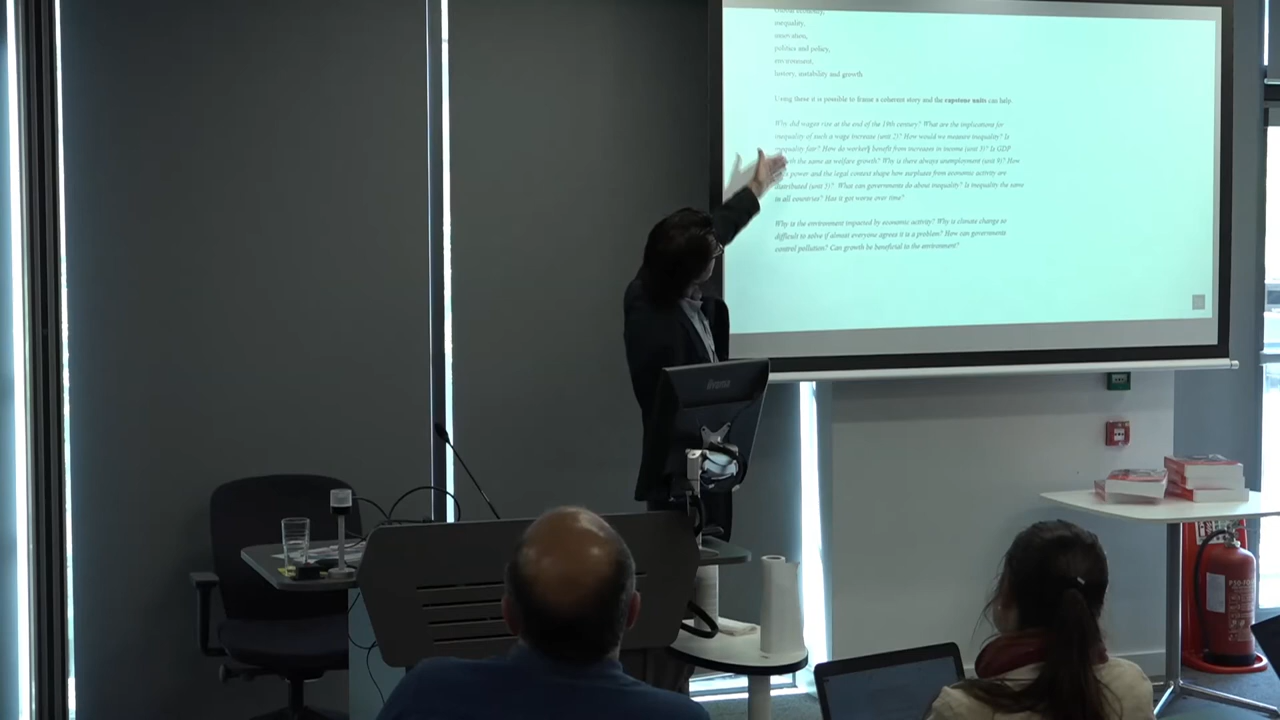 inequality,
innovation,
politics and policy,
environment,
history, instability and growth
Using these it is possible to frame a coherent story and the capstone units can help.
Why did wages rise at the end of the 19th century? What are the implications for
inequality of such a wage increase (unit 2)? How would we measure inequality? Is
inequality fair? How do workers benefit from increases in income (unit 3)? Is GDP
the same as welfare growth? Why is there always unemployment (unit 9)? How
power and the legal context shape how surpluses from economic activity are
distributed (unit 5)? What can governments do about inequality? Is inequality the same
in all countries? Has it got worse over time?
Why is the environment impacted by economic activity? Why is climate change so
difficult to solve if almost everyone agrees it is a problem? How can governments
control pollution? Can growth be beneficial to the environment?
iiyama